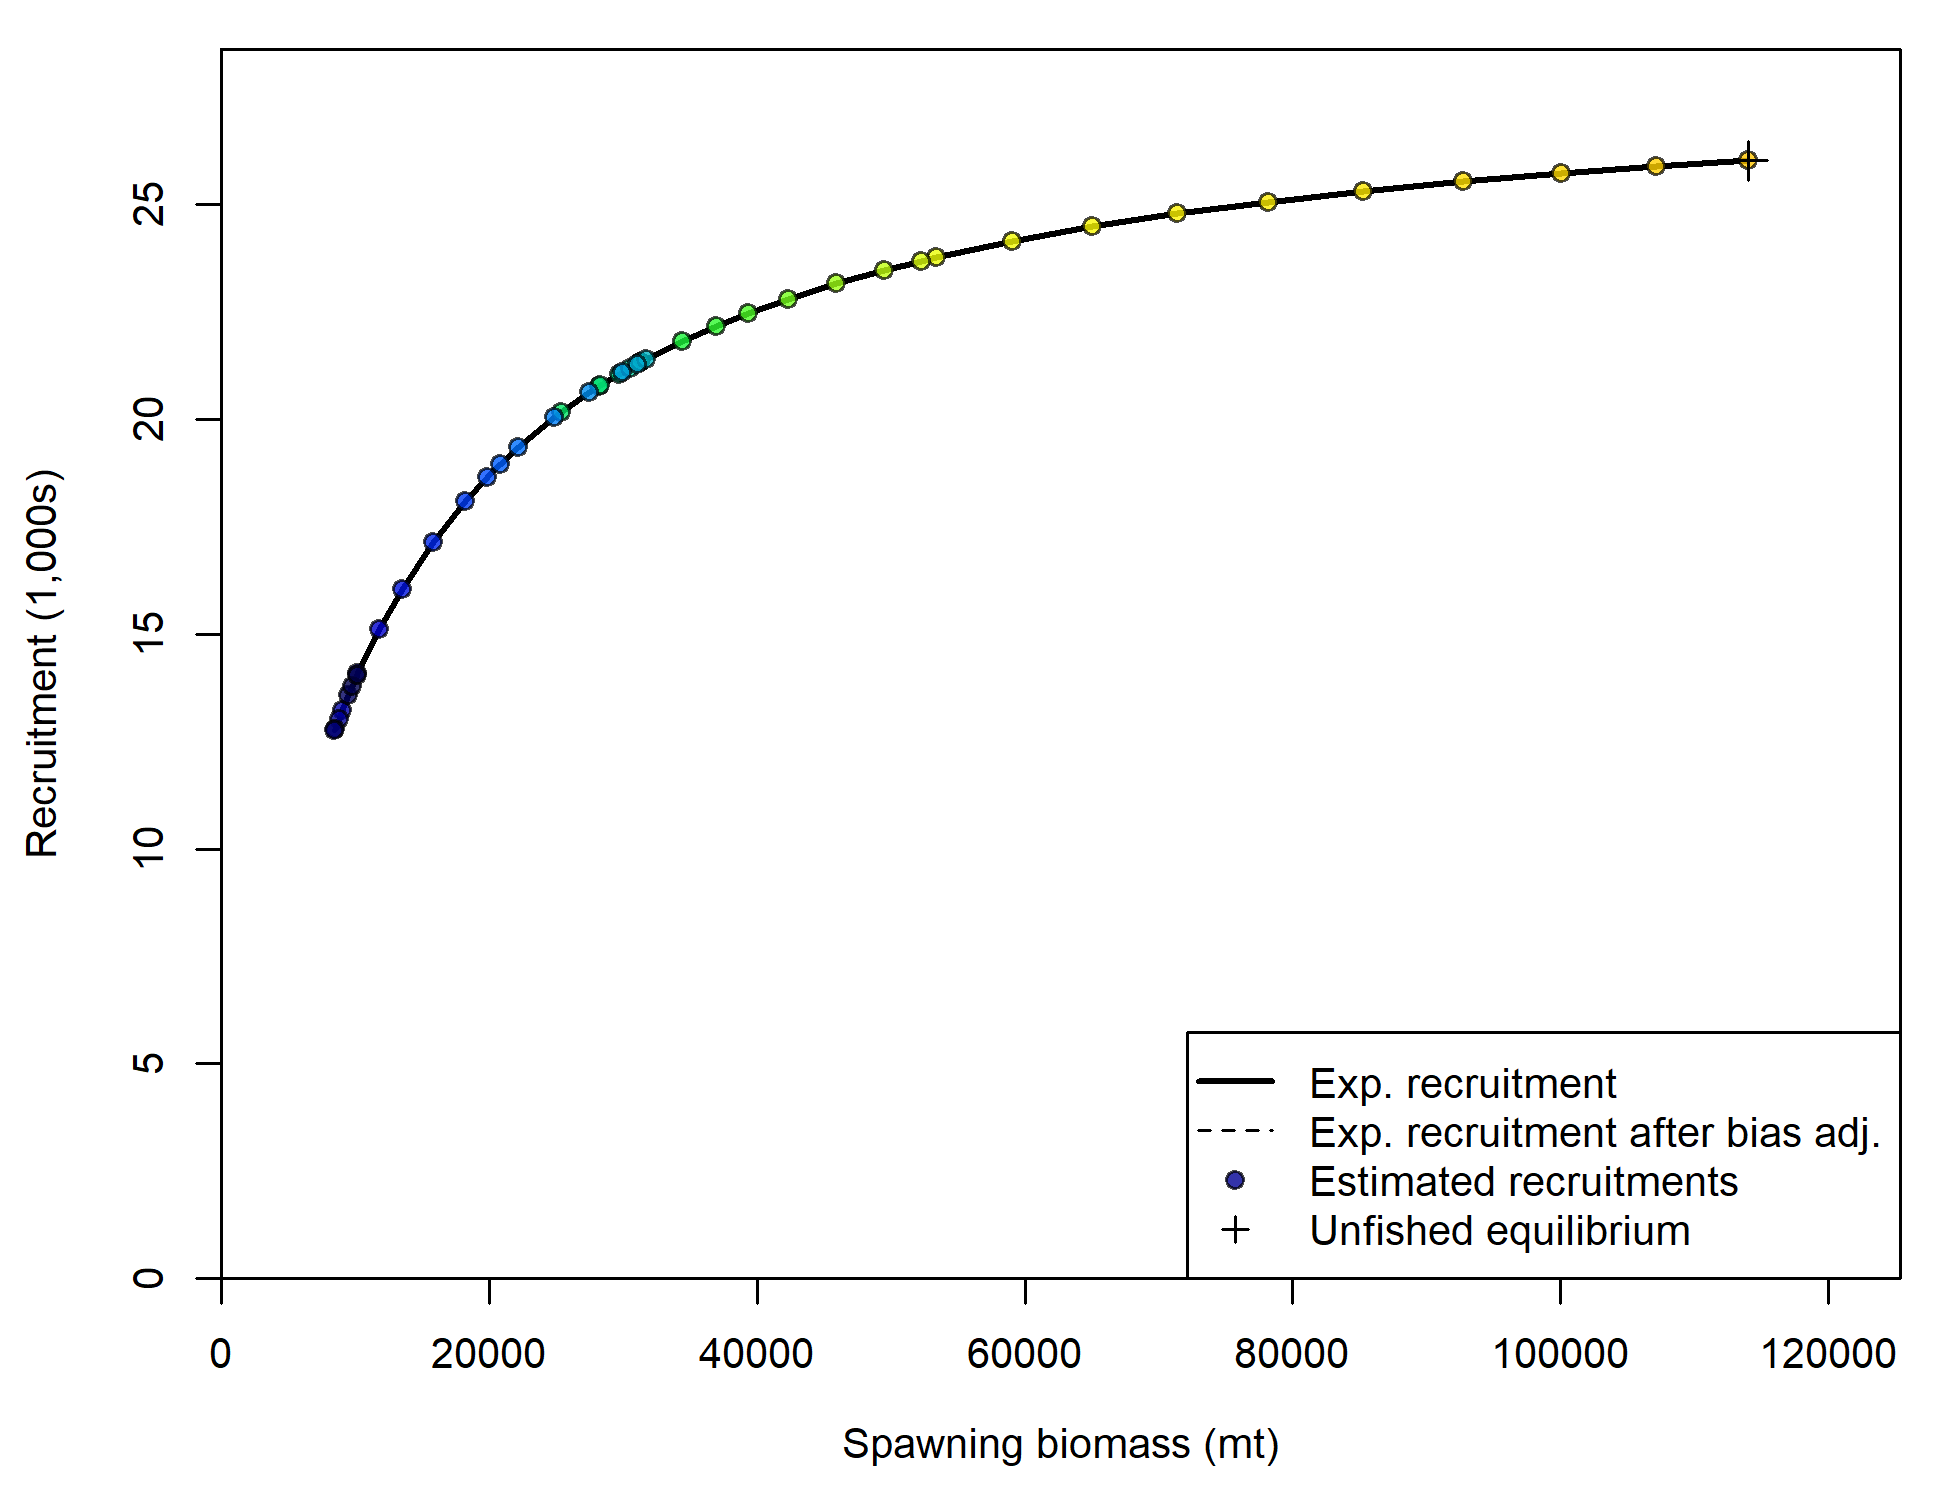 Recruitment (1,000s)
25
20
15
10
5
0
0 20000 40000 60000 80000 100000 120000
Spawning biomass (mt)
Exp. recruitment
Exp. recruitment after bias adj.
Estimated recruitments
Unfished equilibrium